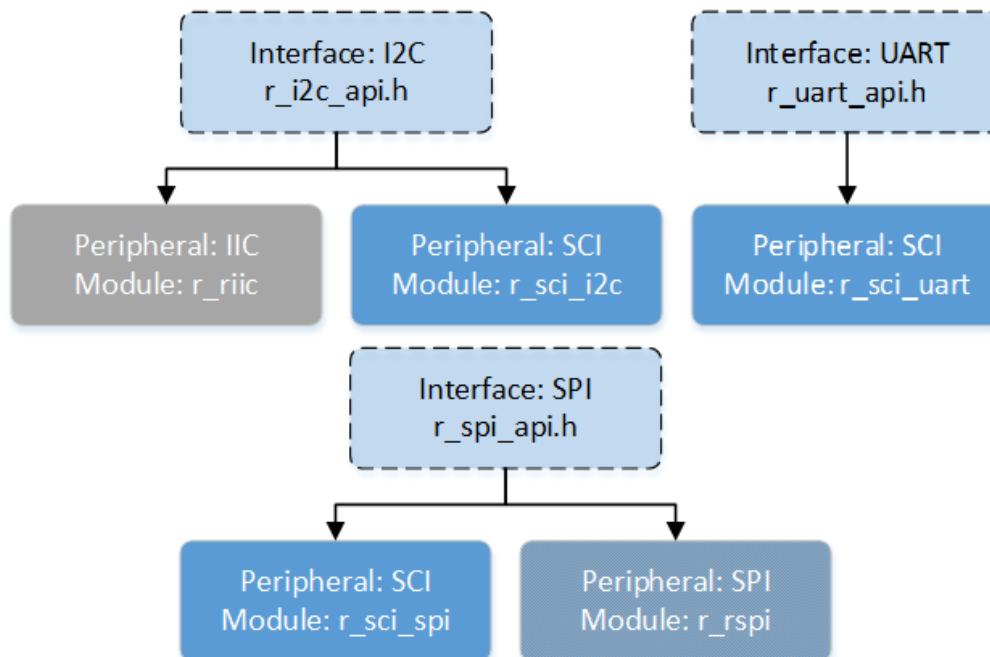 Interface: I2C
r_i2c_api.h
Interface: UART
r_uart_api.h
Peripheral: IIC
Module: r_riic
Peripheral: SCI
Module: r_sci_i2c
Peripheral: SCI
Module: r_sci_uart
Interface: SPI
r_spi_api.h
Peripheral: SCI
Module: r_sci_spi
Peripheral: SPI
Module: r_rspi